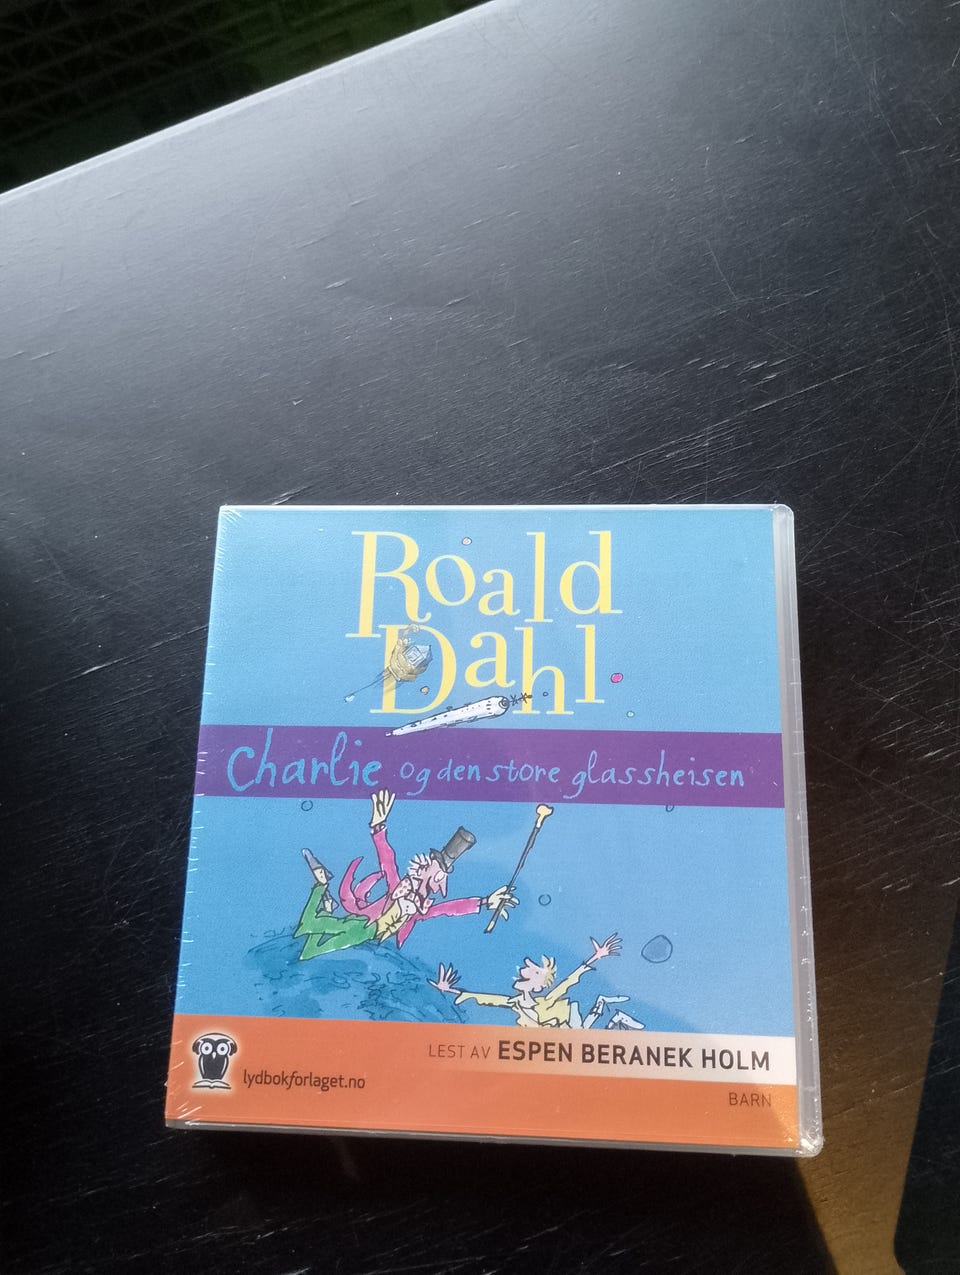 Roald
Dahl
Charlie og den store glassheisen
LEST AV ESPEN BERANEK HOLM
lydbokforlaget.no
BARN